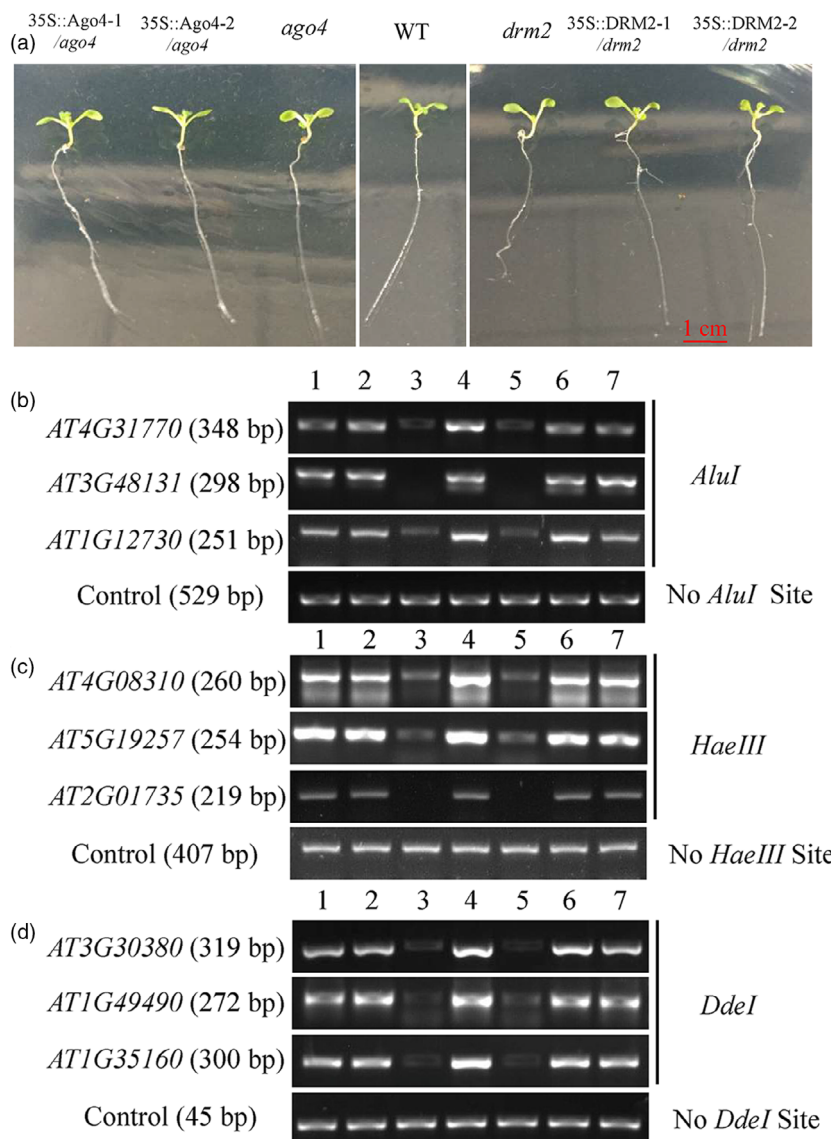 35S::Ago4-1 35S::Ago4-2 ago4 WT drm2 35S::DRM2-1 35S::DRM2-2
(a) /ago4 /ago4 /drm2 /drm2
1 cm
1 2 3 4 5 6 7
(b)
AT4G31770 (348 bp)
AT3G48131 (298 bp) AluI
AT1G12730 (251 bp)
Control (529 bp) No AluI Site
1 2 3 4 5 6 7
(c)
AT4G08310 (260 bp)
AT5G19257 (254 bp) HaeIII
AT2G01735 (219 bp)
Control (407 bp) No HaeIII Site
1 2 3 4 5 6 7
(d)
AT3G30380 (319 bp)
AT1G49490 (272 bp) DdeI
AT1G35160 (300 bp)
Control (45 bp) No DdeI Site